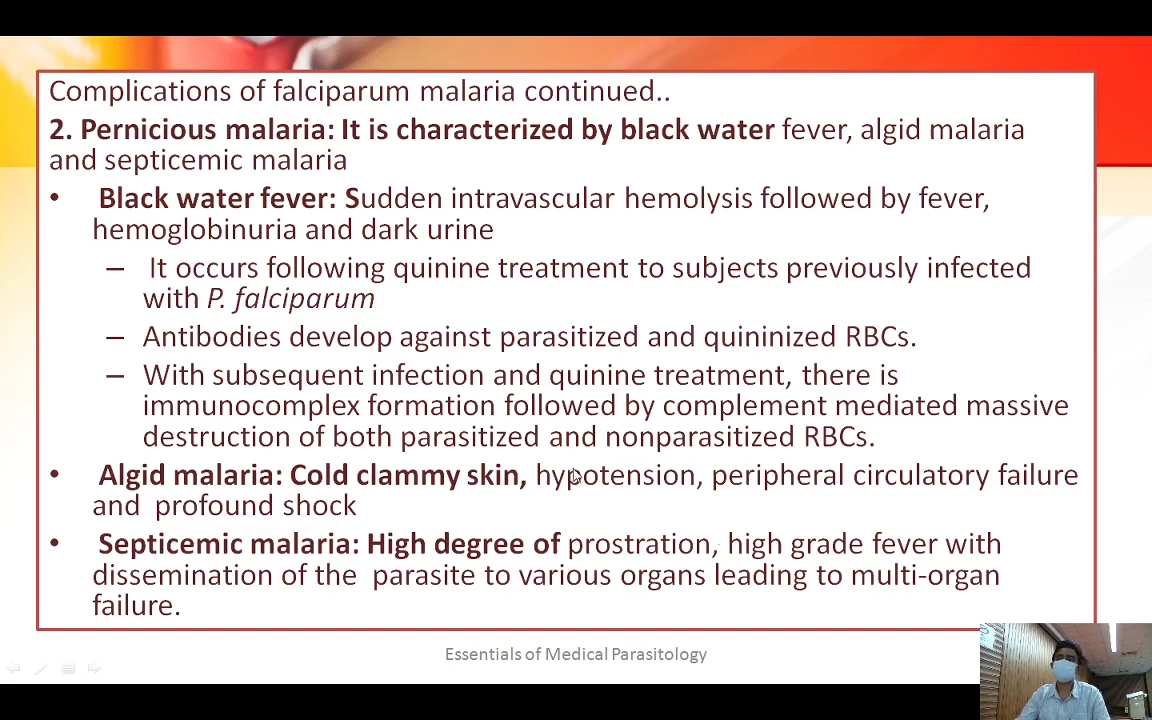 Complications of falciparum malaria continued..
2. Pernicious malaria: It is characterized by black water fever, algid malaria
and septicemic malaria
• Black water fever: Sudden intravascular hemolysis followed by fever,
hemoglobinuria and dark urine
– It occurs following quinine treatment to subjects previously infected
with P. falciparum
– Antibodies develop against parasitized and quininized RBCs.
– With subsequent infection and quinine treatment, there is
immunocomplex formation followed by complement mediated massive
destruction of both parasitized and nonparasitized RBCs.
• Algid malaria: Cold clammy skin, hypotension, peripheral circulatory failure
and profound shock
• Septicemic malaria: High degree of prostration, high grade fever with
dissemination of the parasite to various organs leading to multi-organ
failure.
Essentials of Medical Parasitology